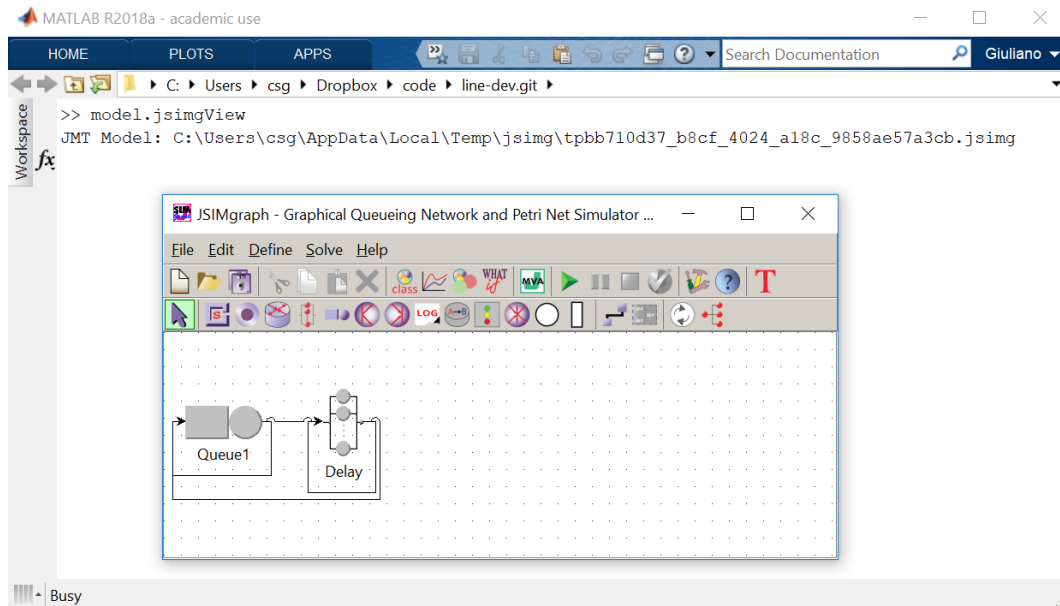 MATLAB R2018a - academic use
HOME PLOTS APPS Search Documentation Giuliano
C: Users csg Dropbox code line-dev.git
Workspace
fx
>> model.jsimgView
JMT Model: C:\Users\csg\AppData\Local\Temp\jsimg\tpbb710d37_b8cf_4024_a18c_9858ae57a3cb.jsimg
SIM JSIMgraph - Graphical Queueing Network and Petri Net Simulator ...
File Edit Define Solve Help
class WHAT IF MVA ? T
S LOG A→B
Queue1
Delay
Busy